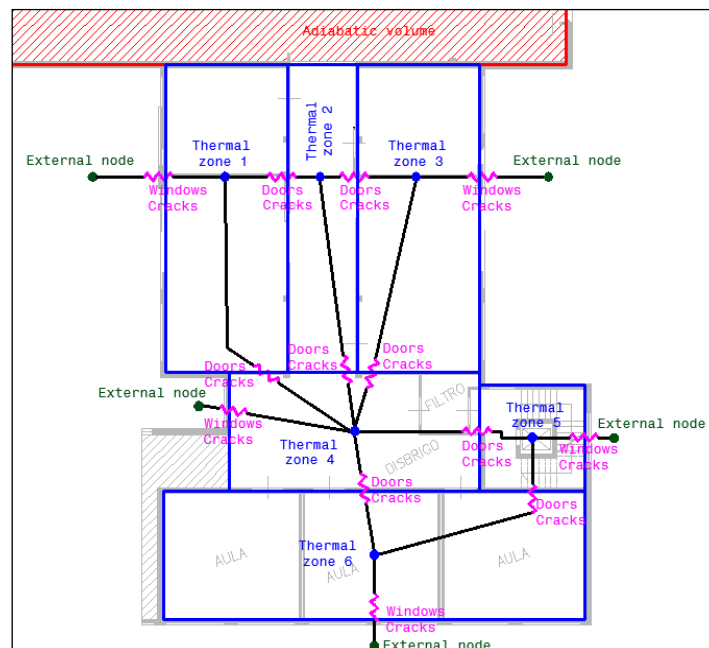 Adiabatic volume
Thermal
zone 1
Thermal
zone 2
Thermal
zone 3
External node
External node
Windows
Cracks
Doors
Cracks
Doors
Cracks
Windows
Cracks
Doors
Cracks
Doors
Cracks
Doors
Cracks
External node
Windows
Cracks
Thermal
zone 4
FILTRO
DISBRIGO
Thermal
zone 5
External node
Doors
Cracks
Windows
Cracks
Doors
Cracks
Doors
Cracks
Thermal
zone 6
AULA
AULA
AULA
Windows
Cracks
External node